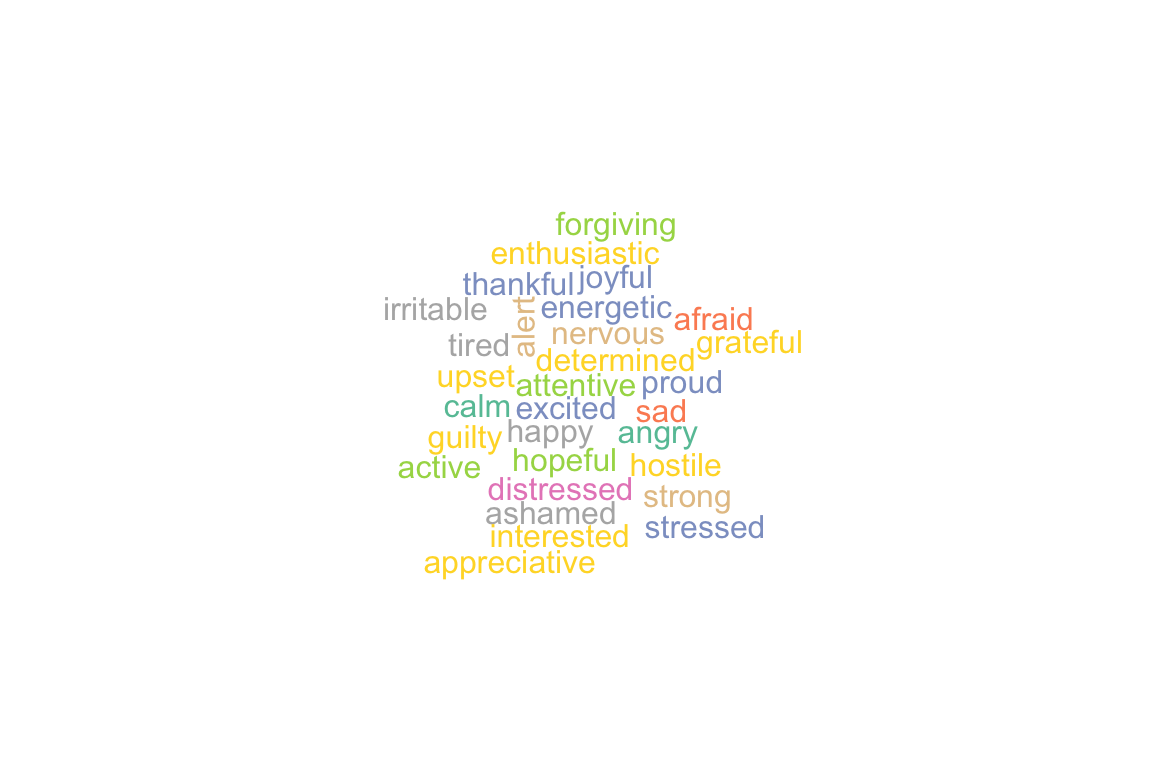 forgiving
enthusiastic
thankful joyful
irritable alert energetic afraid
tired nervous grateful
determined
upset attentive proud
calm excited sad
guilty happy angry
active hopeful hostile
distressed strong
ashamed stressed
interested
appreciative